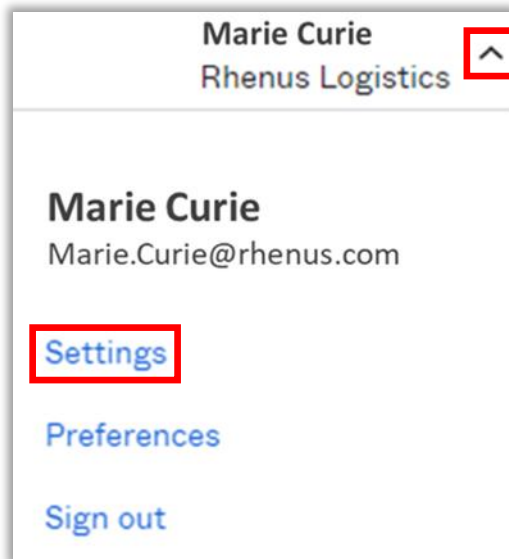 Marie Curie
Rhenus Logistics
Marie Curie
Marie.Curie@rhenus.com
Settings
Preferences
Sign out